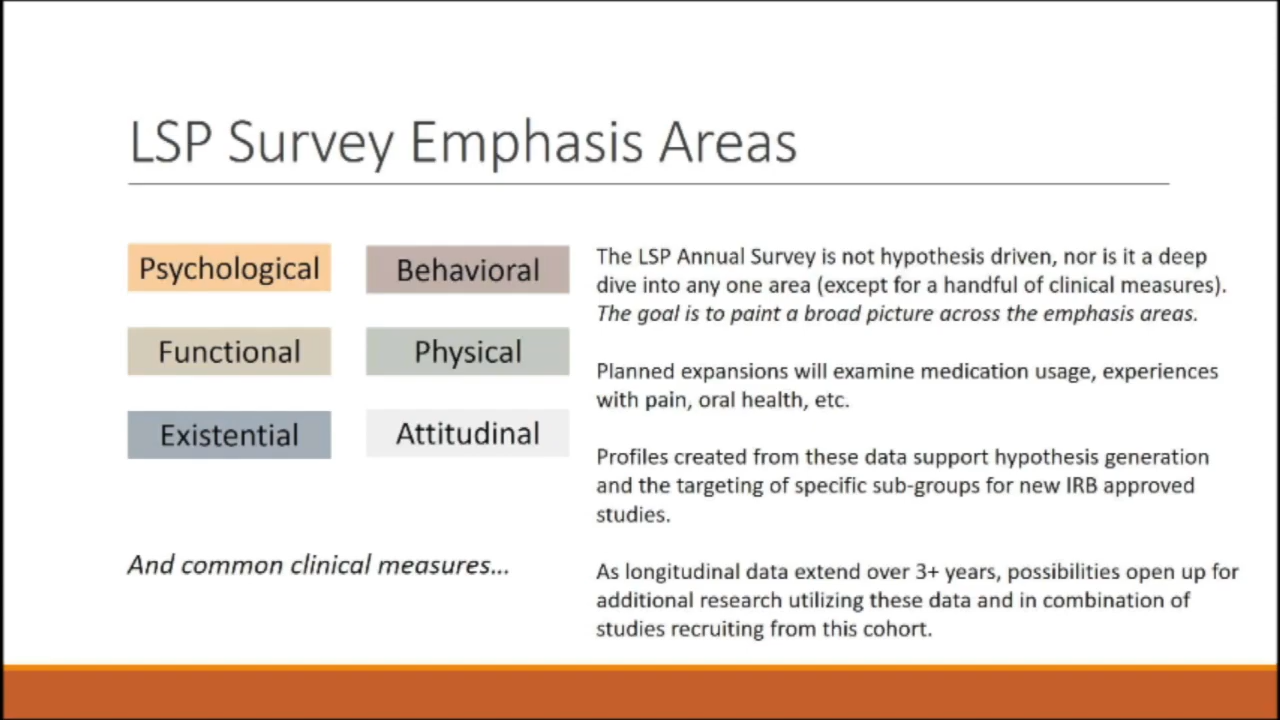 LSP Survey Emphasis Areas
Psychological
Behavioral
Functional
Physical
Existential
Attitudinal
And common clinical measures...
The LSP Annual Survey is not hypothesis driven, nor is it a deep
dive into any one area (except for a handful of clinical measures).
The goal is to paint a broad picture across the emphasis areas.
Planned expansions will examine medication usage, experiences
with pain, oral health, etc.
Profiles created from these data support hypothesis generation
and the targeting of specific sub-groups for new IRB approved
studies.
As longitudinal data extend over 3+ years, possibilities open up for
additional research utilizing these data and in combination of
studies recruiting from this cohort.